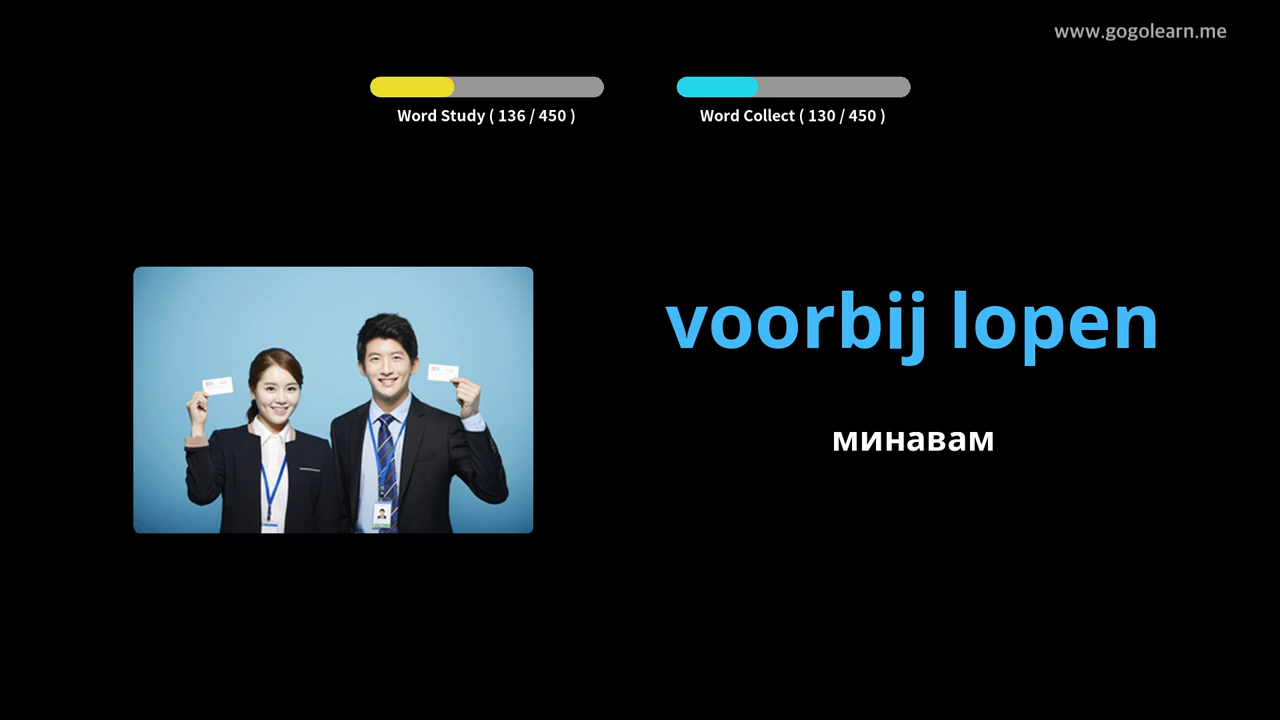 www.gogolearn.me
Word Study ( 136 / 450 )
Word Collect ( 130 / 450 )
voorbij lopen
минавам